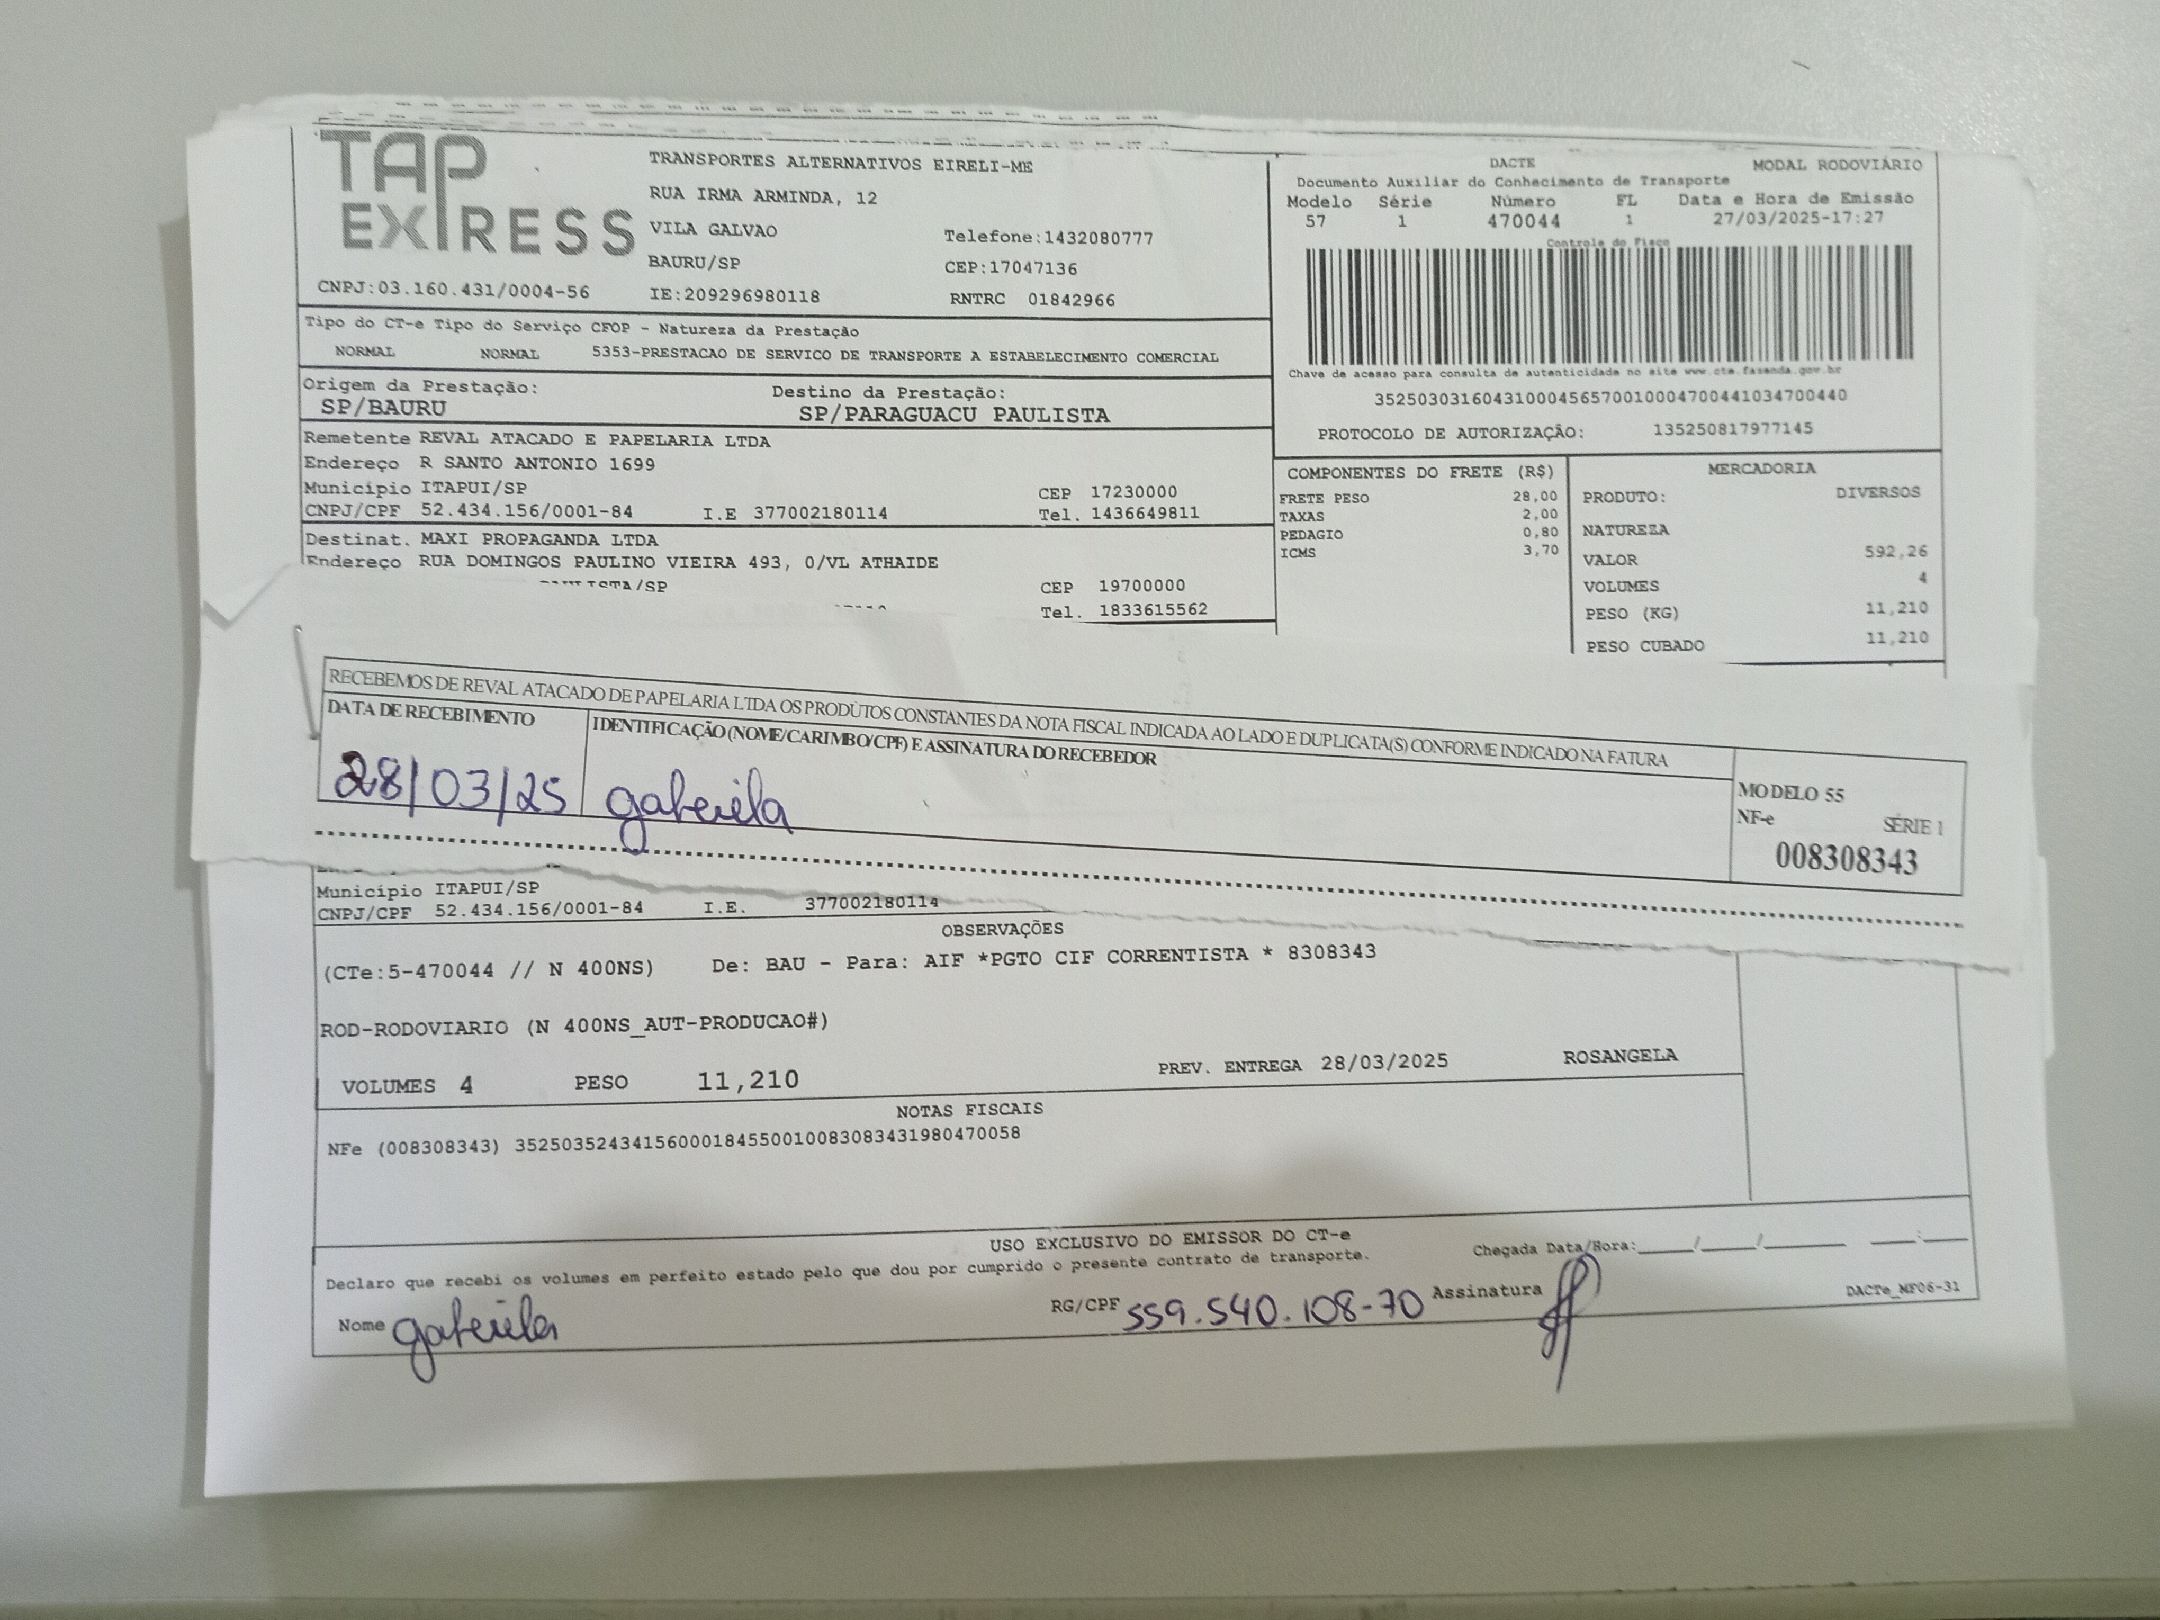 TAP
EXPRESS
CNPJ:03.160.431/0004-56
TRANSPORTES ALTERNATIVOS EIRELI-ME
RUA IRMA ARMINDA, 12
VILA GALVAO Telefone:1432080777
BAURU/SP CEP:17047136
IE:209296980118 RNTRC 01842966
DACTE MODAL RODOVIÁRIO
Documento Auxiliar do Conhecimento de Transporte
Modelo Série Número FL Data e Hora de Emissão
57 1 470044 1 27/03/2025-17:27
Controle do Fisco
Chave de acesso para consulta de autenticidade no site www.cte.fazenda.gov.br
35250303160431000456570010004700441034700440
PROTOCOLO DE AUTORIZAÇÃO: 135250817977145
Tipo do CT-e Tipo do Serviço CFOP - Natureza da Prestação
NORMAL NORMAL 5353-PRESTACAO DE SERVICO DE TRANSPORTE A ESTABELECIMENTO COMERCIAL
Origem da Prestação: Destino da Prestação:
SP/BAURU SP/PARAGUACU PAULISTA
Remetente REVAL ATACADO E PAPELARIA LTDA
Endereço R SANTO ANTONIO 1699
Município ITAPUI/SP CEP 17230000
CNPJ/CPF 52.434.156/0001-84 I.E 377002180114 Tel. 1436649811
Destinat. MAXI PROPAGANDA LTDA
Endereço RUA DOMINGOS PAULINO VIEIRA 493, 0/VL ATHAIDE
/SP CEP 19700000
Tel. 1833615562
COMPONENTES DO FRETE (R$)
FRETE PESO 28,00
TAXAS 2,00
PEDAGIO 0,80
ICMS 3,70
MERCADORIA
PRODUTO: DIVERSOS
NATUREZA
VALOR 592,26
VOLUMES 4
PESO (KG) 11,210
PESO CUBADO 11,210
RECEBEMOS DE REVAL ATACADO DE PAPELARIA LTDA OS PRODUTOS CONSTANTES DA NOTA FISCAL INDICADA AO LADO E DUPLICATA(S) CONFORME INDICADO NA FATURA
DATA DE RECEBIMENTO IDENTIFICAÇÃO (NOME/CARIMBO/CPF) E ASSINATURA DO RECEBEDOR
28/03/25 gabriela
MODELO 55
NF-e SÉRIE 1
008308343
Município ITAPUI/SP
CNPJ/CPF 52.434.156/0001-84 I.E. 377002180114
OBSERVAÇÕES
(CTe:5-470044 // N 400NS) De: BAU - Para: AIF *PGTO CIF CORRENTISTA * 8308343
ROD-RODOVIARIO (N 400NS_AUT-PRODUCAO#)
VOLUMES 4 PESO 11,210 PREV. ENTREGA 28/03/2025 ROSANGELA
NOTAS FISCAIS
NFe (008308343) 35250352434156000184550010083083431980470058
USO EXCLUSIVO DO EMISSOR DO CT-e
Declaro que recebi os volumes em perfeito estado pelo que dou por cumprido o presente contrato de transporte.
Chegada Data/Hora:____/____/______ ___:___
Nome gabriela RG/CPF 559.540.108-70 Assinatura
DACTe_MF06-31